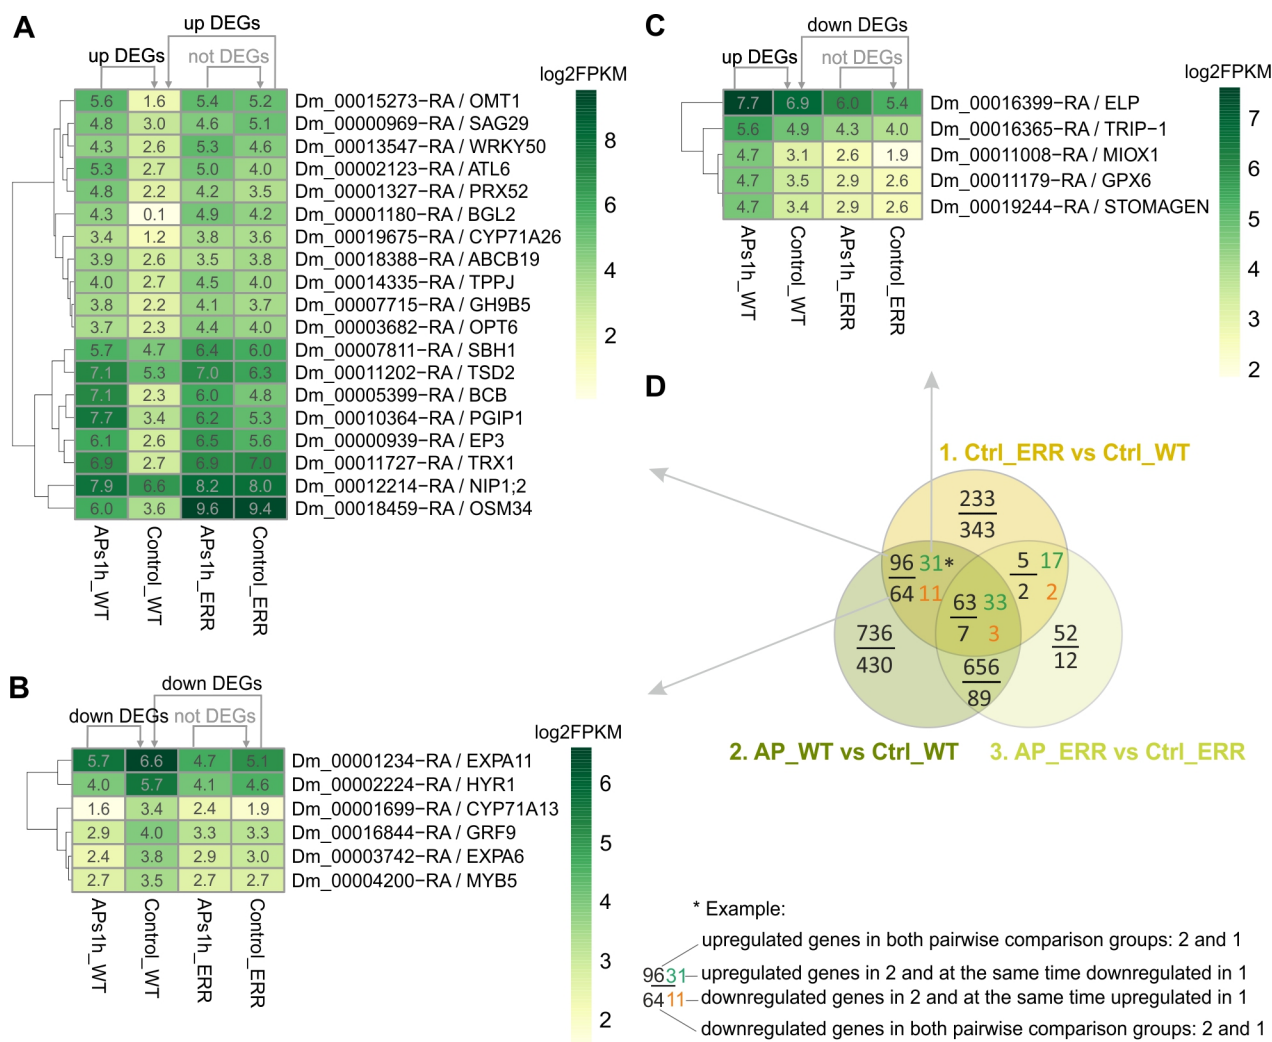 A
up DEGs
up DEGs
not DEGs
log2FPKM
5.6 1.6 5.4 5.2 Dm_00015273−RA / OMT1
4.8 3.0 4.6 5.1 Dm_00000969−RA / SAG29
4.3 2.6 5.3 4.6 Dm_00013547−RA / WRKY50
5.3 2.7 5.0 4.0 Dm_00002123−RA / ATL6
4.8 2.2 4.2 3.5 Dm_00001327−RA / PRX52
4.3 0.1 4.9 4.2 Dm_00001180−RA / BGL2
3.4 1.2 3.8 3.6 Dm_00019675−RA / CYP71A26
3.9 2.6 3.5 3.8 Dm_00018388−RA / ABCB19
4.0 2.7 4.5 4.0 Dm_00014335−RA / TPPJ
3.8 2.2 4.1 3.7 Dm_00007715−RA / GH9B5
3.7 2.3 4.4 4.0 Dm_00003682−RA / OPT6
5.7 4.7 6.4 6.0 Dm_00007811−RA / SBH1
7.1 5.3 7.0 6.3 Dm_00011202−RA / TSD2
7.1 2.3 6.0 4.8 Dm_00005399−RA / BCB
7.7 3.4 6.2 5.3 Dm_00010364−RA / PGIP1
6.1 2.6 6.5 5.6 Dm_00000939−RA / EP3
6.9 2.7 6.9 7.0 Dm_00011727−RA / TRX1
7.9 6.6 8.2 8.0 Dm_00012214−RA / NIP1;2
6.0 3.6 9.6 9.4 Dm_00018459−RA / OSM34
APs1h_WT
Control_WT
APs1h_ERR
Control_ERR
8
6
4
2
B
down DEGs
down DEGs
not DEGs
log2FPKM
5.7 6.6 4.7 5.1 Dm_00001234−RA / EXPA11
4.0 5.7 4.1 4.6 Dm_00002224−RA / HYR1
1.6 3.4 2.4 1.9 Dm_00001699−RA / CYP71A13
2.9 4.0 3.3 3.3 Dm_00016844−RA / GRF9
2.4 3.8 2.9 3.0 Dm_00003742−RA / EXPA6
2.7 3.5 2.7 2.7 Dm_00004200−RA / MYB5
APs1h_WT
Control_WT
APs1h_ERR
Control_ERR
6
5
4
3
2
C
down DEGs
up DEGs
not DEGs
log2FPKM
7.7 6.9 6.0 5.4 Dm_00016399−RA / ELP
5.6 4.9 4.3 4.0 Dm_00016365−RA / TRIP−1
4.7 3.1 2.6 1.9 Dm_00011008−RA / MIOX1
4.7 3.5 2.9 2.6 Dm_00011179−RA / GPX6
4.7 3.4 2.9 2.6 Dm_00019244−RA / STOMAGEN
APs1h_WT
Control_WT
APs1h_ERR
Control_ERR
7
6
5
4
3
2
D
1. Ctrl_ERR vs Ctrl_WT
233
343
96 31*
64 11
5 17
2 2
63 33
7 3
736
430
52
12
656
89
2. AP_WT vs Ctrl_WT
3. AP_ERR vs Ctrl_ERR
* Example:
upregulated genes in both pairwise comparison groups: 2 and 1
96 31 upregulated genes in 2 and at the same time downregulated in 1
64 11 downregulated genes in 2 and at the same time upregulated in 1
downregulated genes in both pairwise comparison groups: 2 and 1